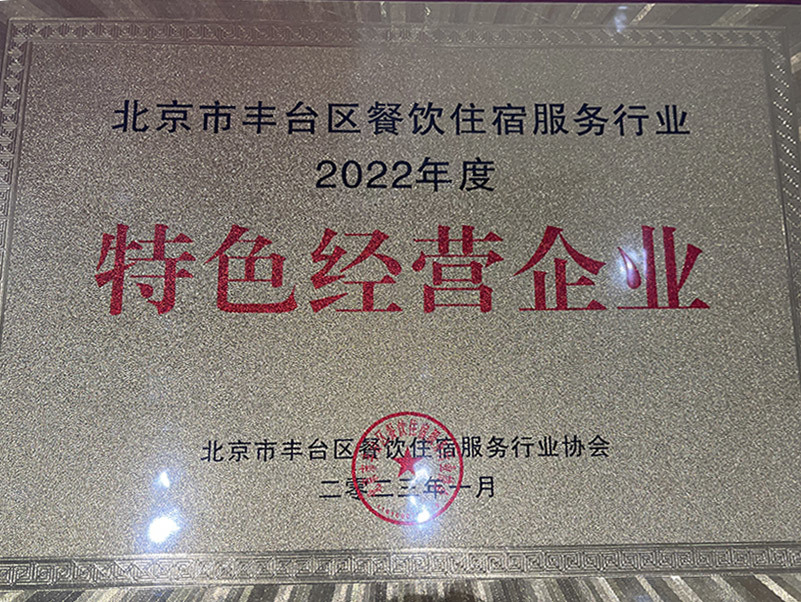 北京市丰台区餐饮住宿服务行业
2022年度
特色经营企业
北京市丰台区餐饮住宿服务行业协会
二零二三年一月